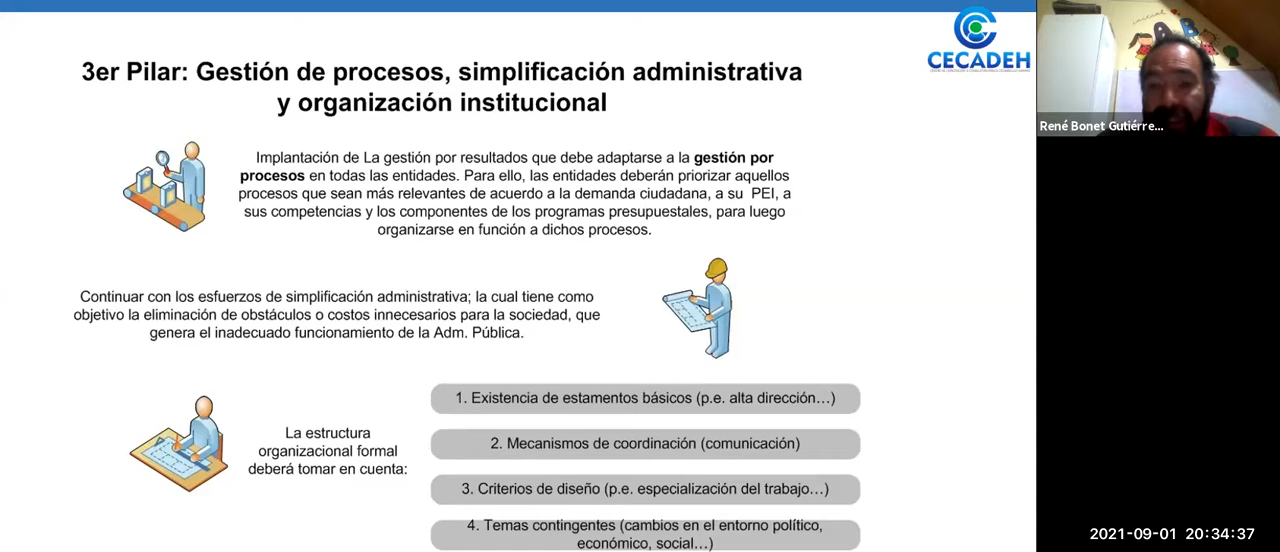 3er Pilar: Gestión de procesos, simplificación administrativa
y organización institucional
CECADEH
René Bonet Gutiérre...
Implantación de La gestión por resultados que debe adaptarse a la gestión por
procesos en todas las entidades. Para ello, las entidades deberán priorizar aquellos
procesos que sean más relevantes de acuerdo a la demanda ciudadana, a su PEI, a
sus competencias y los componentes de los programas presupuestales, para luego
organizarse en función a dichos procesos.
Continuar con los esfuerzos de simplificación administrativa; la cual tiene como
objetivo la eliminación de obstáculos o costos innecesarios para la sociedad, que
genera el inadecuado funcionamiento de la Adm. Pública.
La estructura
organizacional formal
deberá tomar en cuenta:
1. Existencia de estamentos básicos (p.e. alta dirección…)
2. Mecanismos de coordinación (comunicación)
3. Criterios de diseño (p.e. especialización del trabajo…)
4. Temas contingentes (cambios en el entorno político,
económico, social…)
2021-09-01 20:34:37